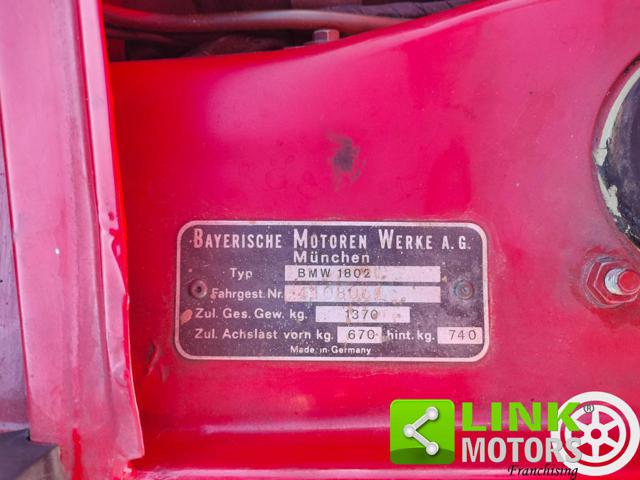 BAYERISCHE MOTOREN WERKE A.G.
München
Typ BMW 1802
Fahrgest.Nr.
Zul. Ges. Gew. kg. 1370
Zul. Achslast vorn kg. 670 hint. kg. 740
Made in Germany
LINK
MOTORS
Franchising
®